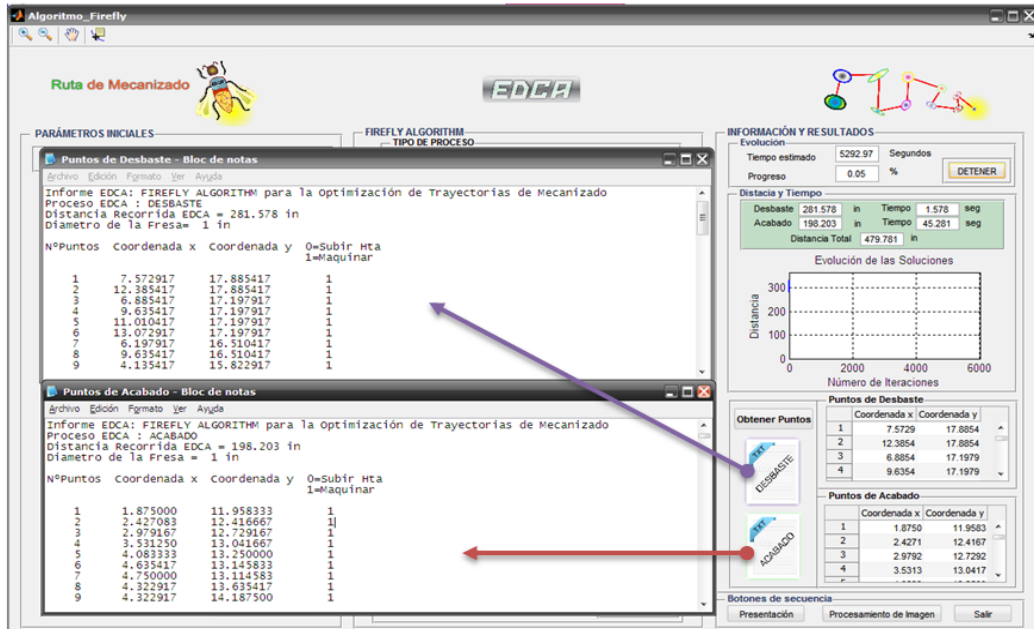 Algoritmo_Firefly
Ruta de Mecanizado
EDCA
PARÁMETROS INICIALES
FIREFLY ALGORITHM
TIPO DE PROCESO
Puntos de Desbaste - Bloc de notas
Archivo Edición Formato Ver Ayuda
Informe EDCA: FIREFLY ALGORITHM para la Optimización de Trayectorias de Mecanizado
Proceso EDCA : DESBASTE
Distancia Recorrida EDCA = 281.578 in
Diametro de la Fresa= 1 in
NºPuntos Coordenada x Coordenada y 0=Subir Hta
1=Maquinar
1 7.572917 17.885417 1
2 12.385417 17.885417 1
3 6.885417 17.197917 1
4 9.635417 17.197917 1
5 11.010417 17.197917 1
6 13.072917 17.197917 1
7 6.197917 16.510417 1
8 9.635417 16.510417 1
9 4.135417 15.822917 1
Puntos de Acabado - Bloc de notas
Archivo Edición Formato Ver Ayuda
Informe EDCA: FIREFLY ALGORITHM para la Optimización de Trayectorias de Mecanizado
Proceso EDCA : ACABADO
Distancia Recorrida EDCA = 198.203 in
Diametro de la Fresa = 1 in
NºPuntos Coordenada x Coordenada y 0=Subir Hta
1=Maquinar
1 1.875000 11.958333 1
2 2.427083 12.416667 1
3 2.979167 12.729167 1
4 3.531250 13.041667 1
5 4.083333 13.250000 1
6 4.635417 13.145833 1
7 4.750000 13.114583 1
8 4.322917 13.635417 1
9 4.322917 14.187500 1
INFORMACIÓN Y RESULTADOS
Evolución
Tiempo estimado 5292.97 Segundos
Progreso 0.05 %
DETENER
Distacia y Tiempo
Desbaste 281.578 in Tiempo 1.578 seg
Acabado 198.203 in Tiempo 45.281 seg
Distancia Total 479.781 in
Evolución de las Soluciones
Distancia
300
200
100
0
0 2000 4000 6000
Número de Iteraciones
Obtener Puntos
TXT
DESBASTE
TXT
ACABADO
Puntos de Desbaste
Coordenada x Coordenada y
1 7.5729 17.8854
2 12.3854 17.8854
3 6.8854 17.1979
4 9.6354 17.1979
Puntos de Acabado
Coordenada x Coordenada y
1 1.8750 11.9583
2 2.4271 12.4167
3 2.9792 12.7292
4 3.5313 13.0417
Botones de secuencia
Presentación Procesamiento de Imagen Salir